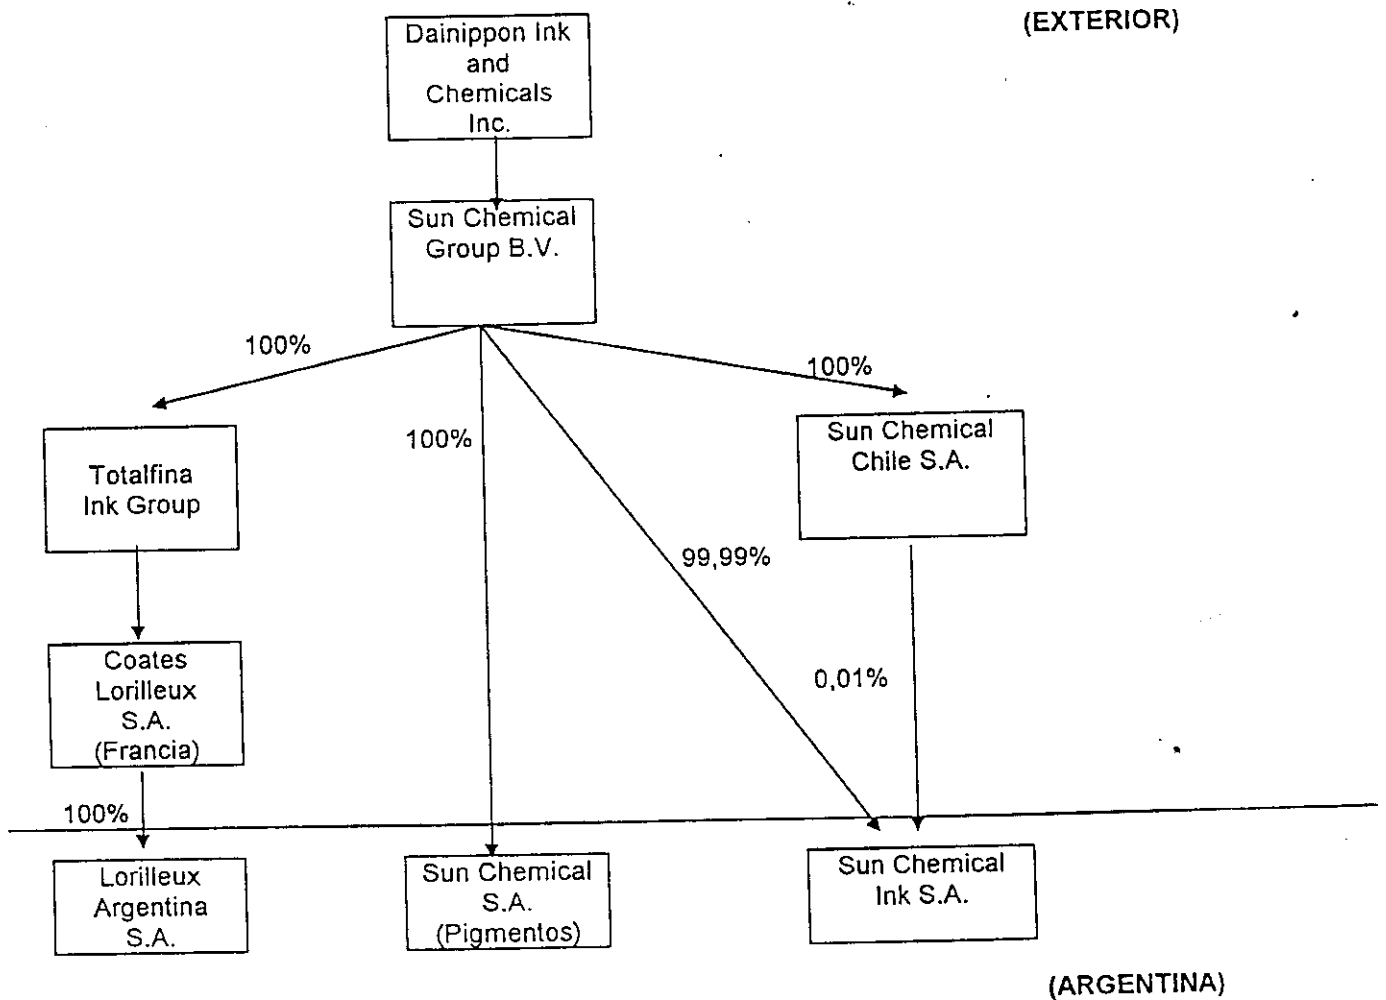 (EXTERIOR)
Dainippon Ink
and
Chemicals
Inc.
Sun Chemical
Group B.V.
100%
100%
100%
Totalfina
Ink Group
Sun Chemical
Chile S.A.
99,99%
Coates
Lorilleux
S.A.
(Francia)
0,01%
100%
Lorilleux
Argentina
S.A.
Sun Chemical
S.A.
(Pigmentos)
Sun Chemical
Ink S.A.
(ARGENTINA)